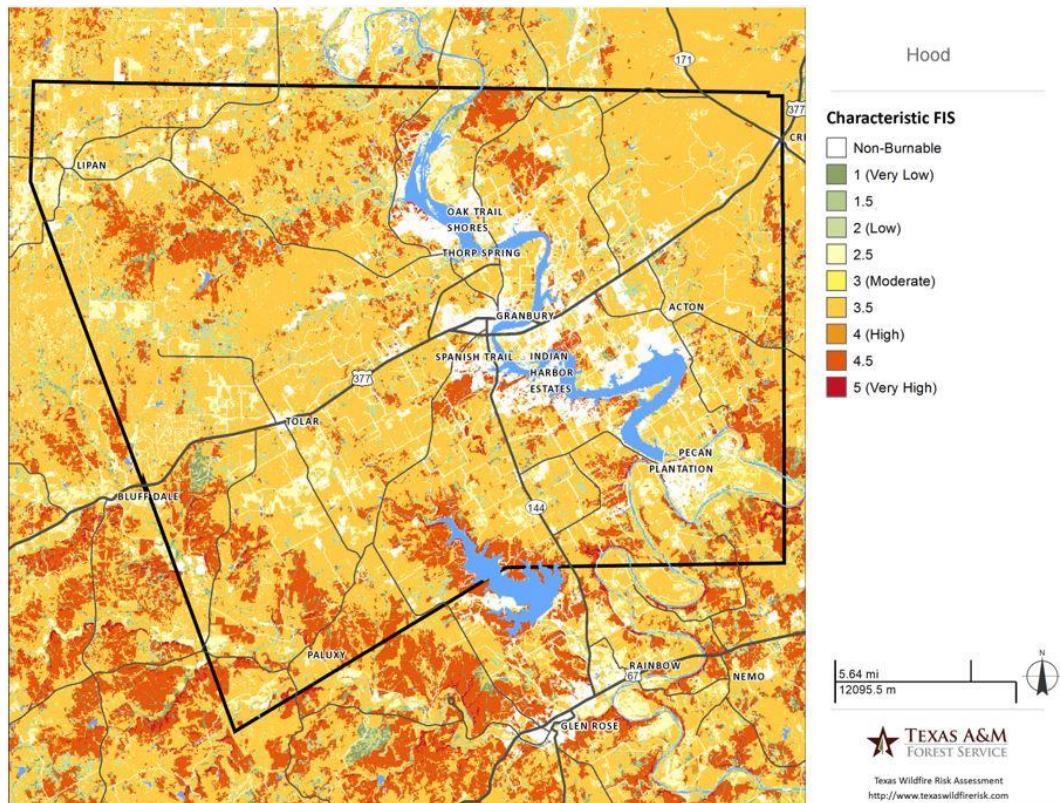 171
Hood
377
CRE
LIPAN
OAK TRAIL
SHORES
THORP SPRING
GRANBURY
ACTON
SPANISH TRAIL
INDIAN
HARBOR
ESTATES
377
TOLAR
PECAN
PLANTATION
BLUFF DALE
144
PALUXY
RAINBOW
67
NEMO
GLEN ROSE
Characteristic FIS
Non-Burnable
1 (Very Low)
1.5
2 (Low)
2.5
3 (Moderate)
3.5
4 (High)
4.5
5 (Very High)
5.64 mi
12095.5 m
N
TEXAS A&M
FOREST SERVICE
Texas Wildfire Risk Assessment
http://www.texaswildfirerisk.com